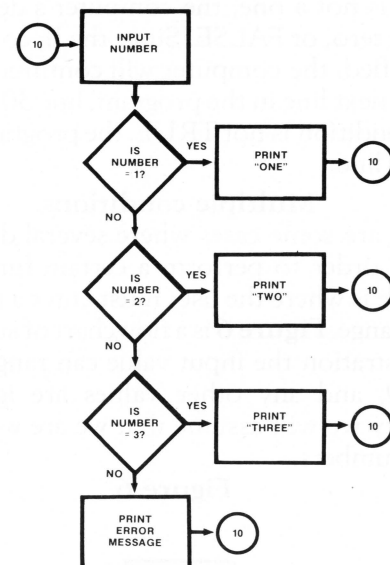 10
INPUT
NUMBER
IS
NUMBER
= 1?
YES
PRINT
"ONE"
10
NO
IS
NUMBER
= 2?
YES
PRINT
"TWO"
10
NO
IS
NUMBER
= 3?
YES
PRINT
"THREE"
10
NO
PRINT
ERROR
MESSAGE
10